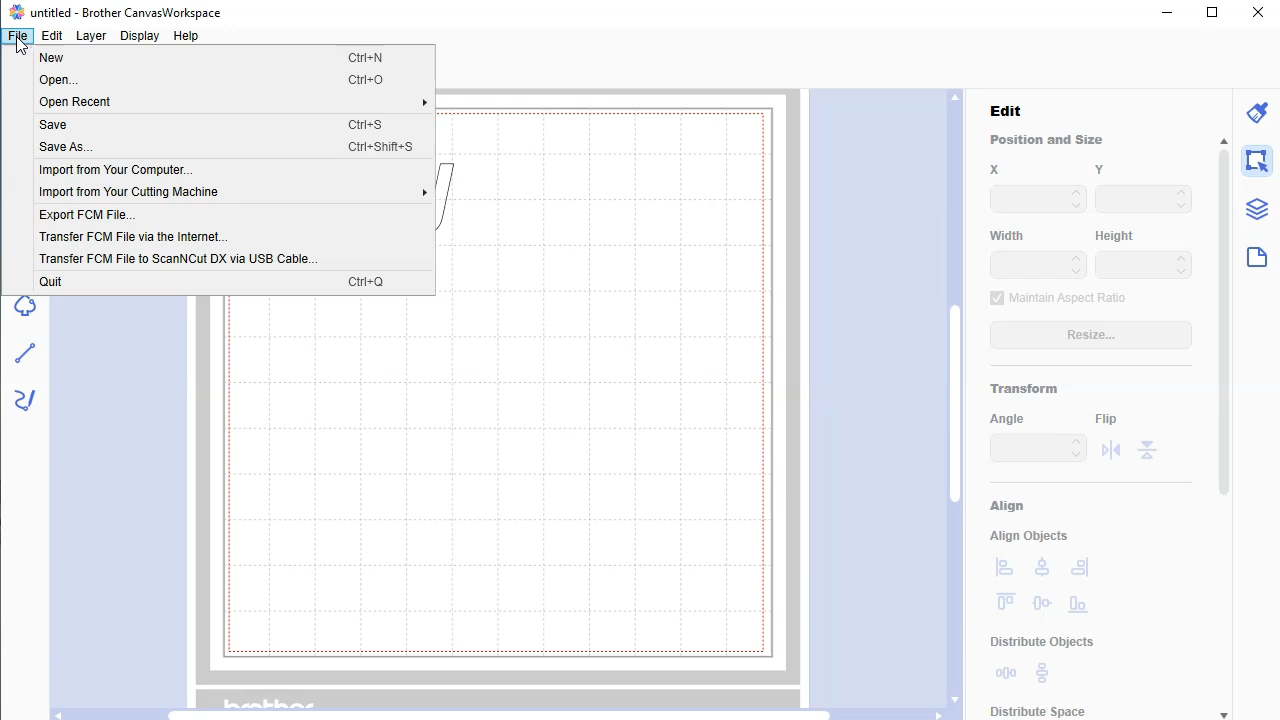 untitled - Brother CanvasWorkspace
File Edit Layer Display Help
New Ctrl+N
Open... Ctrl+O
Open Recent
Save Ctrl+S
Save As... Ctrl+Shift+S
Import from Your Computer...
Import from Your Cutting Machine
Export FCM File...
Transfer FCM File via the Internet...
Transfer FCM File to ScanNCut DX via USB Cable...
Quit Ctrl+Q
Edit
Position and Size
X Y
Width Height
Maintain Aspect Ratio
Resize...
Transform
Angle Flip
Align
Align Objects
Distribute Objects
Distribute Space
brother